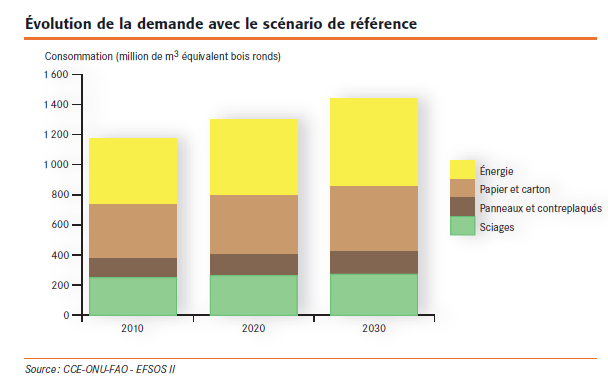 Évolution de la demande avec le scénario de référence
Consommation (million de m³ équivalent bois ronds)
1 600
1 400
1 200
1 000
800
600
400
200
0
2010 2020 2030
Énergie
Papier et carton
Panneaux et contreplaqués
Sciages
Source : CCE-ONU-FAO - EFSOS II